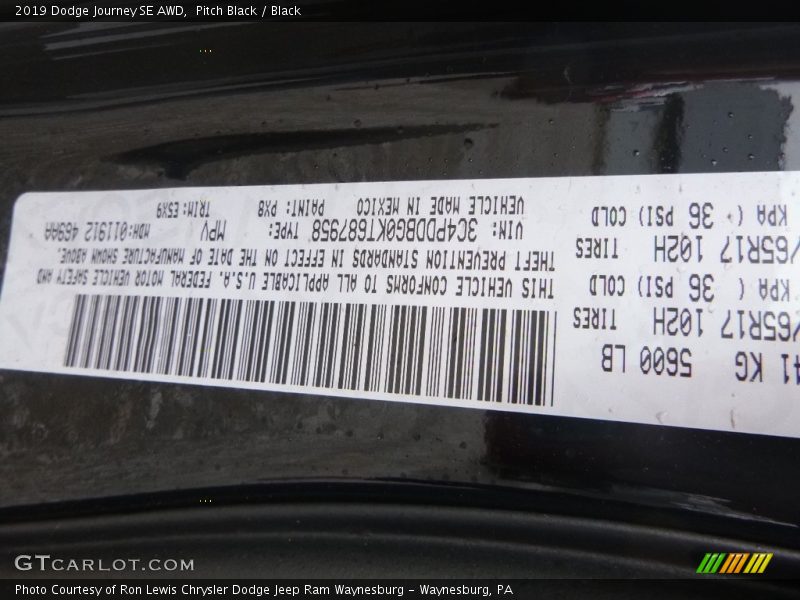 2019 Dodge Journey SE AWD, Pitch Black / Black
41 KG 5600 LB
/65R17 102H TIRES
KPA ( 36 PSI) COLD
/65R17 102H TIRES
KPA ( 36 PSI) COLD
THIS VEHICLE CONFORMS TO ALL APPLICABLE U.S.A. FEDERAL MOTOR VEHICLE SAFETY AND
THEFT PREVENTION STANDARDS IN EFFECT ON THE DATE OF MANUFACTURE SHOWN ABOVE.
VIN: 3C4PDDBG0KT687958 TYPE: MPV MDH:011912 469AA
VEHICLE MADE IN MEXICO PAINT: PX8 TRIM: E5X9
GTCARLOT.COM
Photo Courtesy of Ron Lewis Chrysler Dodge Jeep Ram Waynesburg - Waynesburg, PA